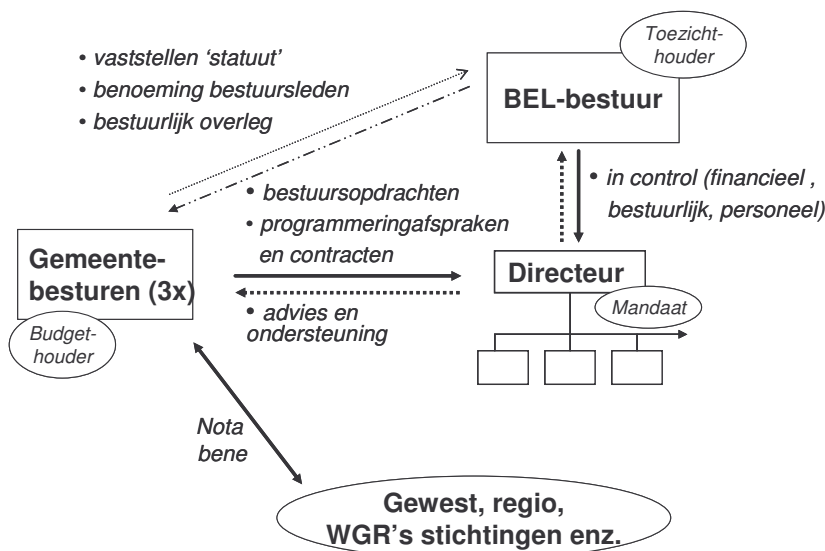 Toezicht-
houder
BEL-bestuur
• vaststellen ‘statuut’
• benoeming bestuursleden
• bestuurlijk overleg
• in control (financieel ,
bestuurlijk, personeel)
• bestuursopdrachten
• programmeringafspraken
en contracten
Gemeente-
besturen (3x)
Budget-
houder
• advies en
ondersteuning
Directeur
Mandaat
Nota
bene
Gewest, regio,
WGR’s stichtingen enz.